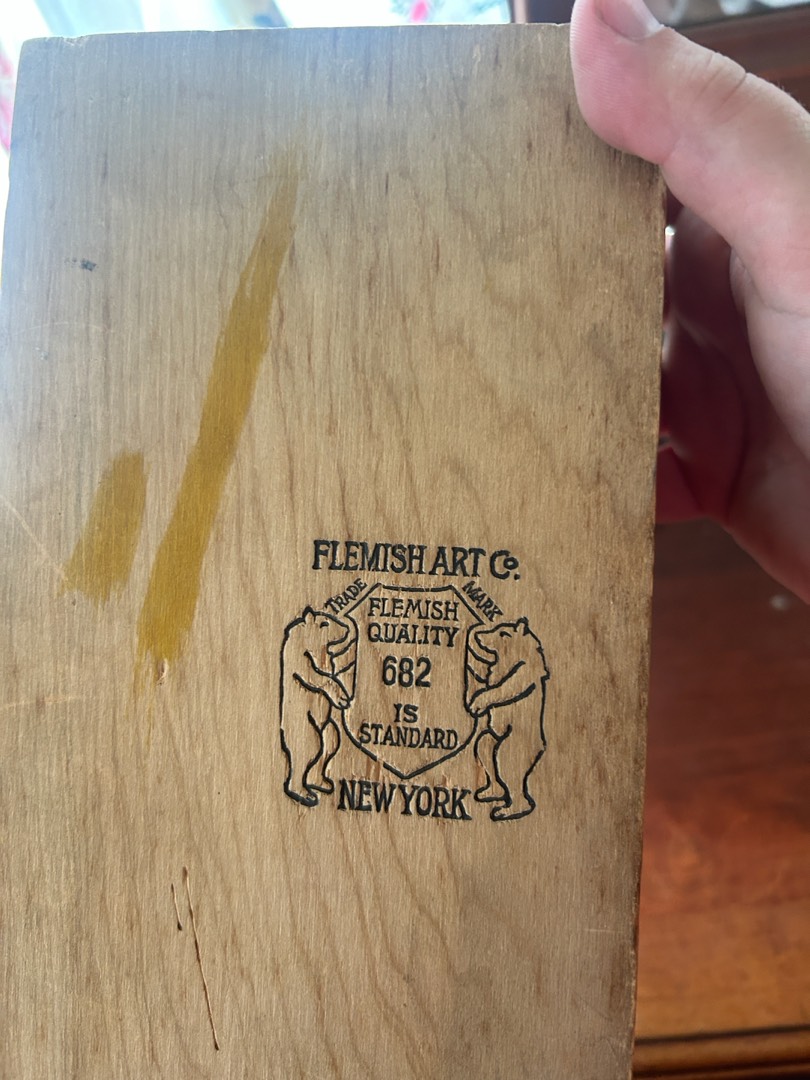 FLEMISH ART Co.
TRADE MARK
FLEMISH
QUALITY
682
IS
STANDARD
NEW YORK